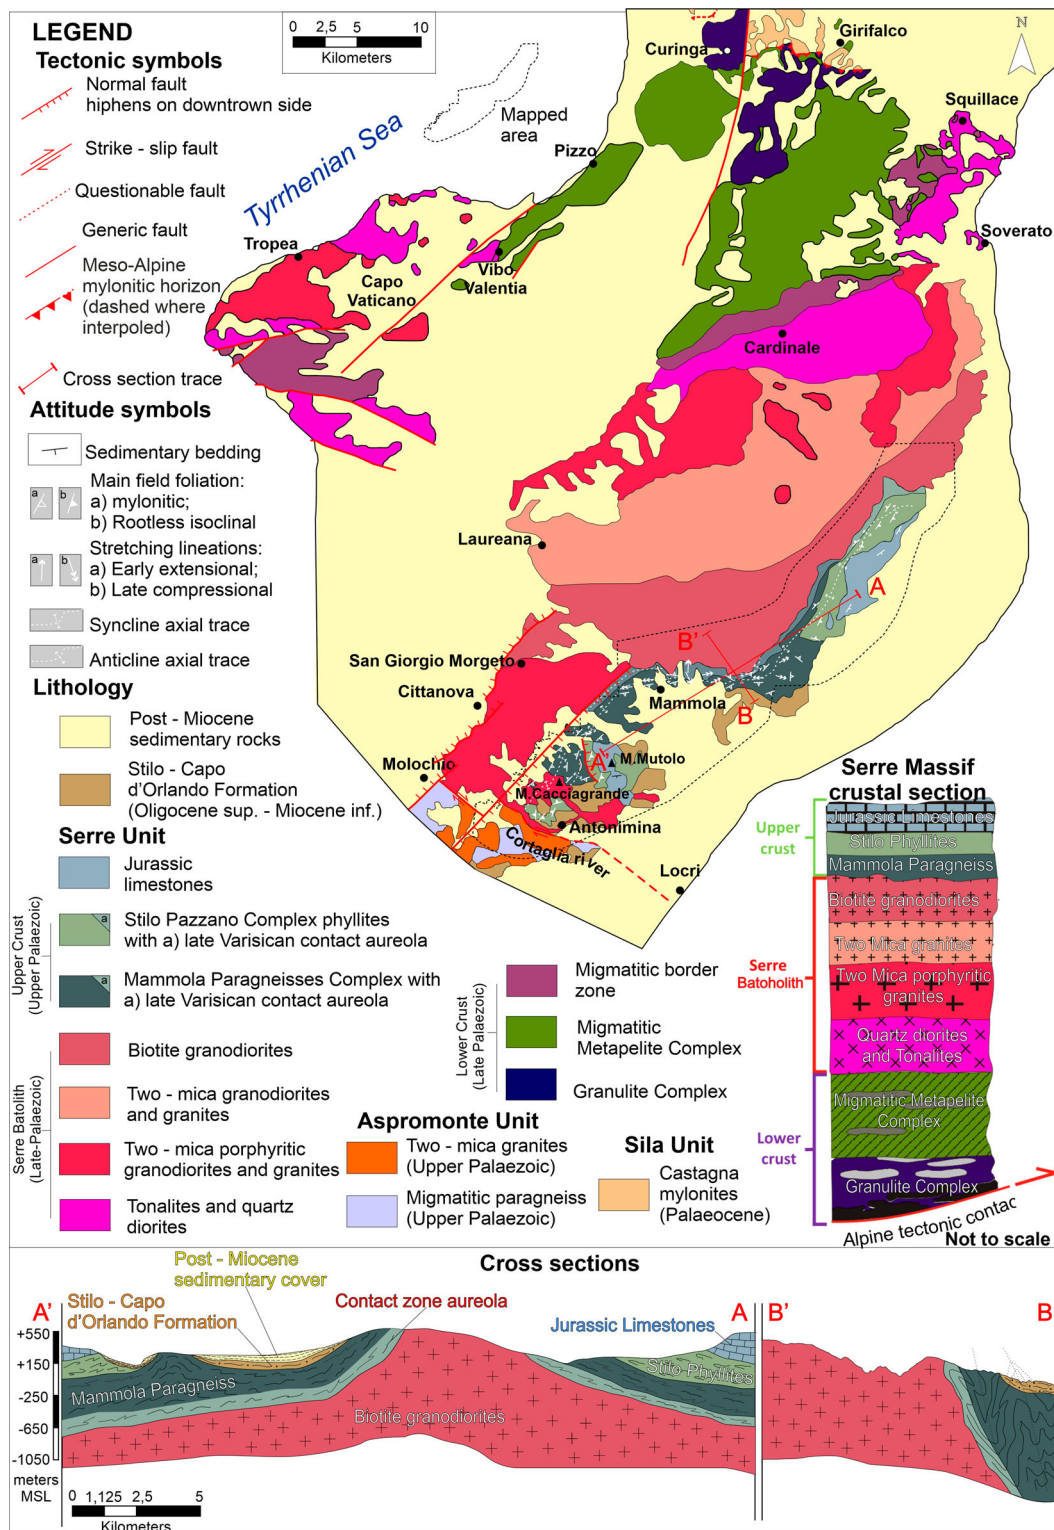 LEGEND
Tectonic symbols
Normal fault
hiphens on downtrown side
Strike - slip fault
Questionable fault
Generic fault
Meso-Alpine
mylonitic horizon
(dashed where
interpoled)
Cross section trace
Attitude symbols
Sedimentary bedding
Main field foliation:
a) mylonitic;
b) Rootless isoclinal
a
b
Stretching lineations:
a) Early extensional;
b) Late compressional
a
b
Syncline axial trace
Anticline axial trace
Lithology
Post - Miocene
sedimentary rocks
Stilo - Capo
d'Orlando Formation
(Oligocene sup. - Miocene inf.)
Serre Unit
Jurassic
limestones
Stilo Pazzano Complex phyllites
with a) late Varisican contact aureola
a
Mammola Paragneisses Complex with
a) late Varisican contact aureola
a
Upper Crust
(Upper Palaezoic)
Biotite granodiorites
Two - mica granodiorites
and granites
Two - mica porphyritic
granodiorites and granites
Tonalites and quartz
diorites
Serre Batolith
(Late-Palaezoic)
Migmatitic border
zone
Migmatitic
Metapelite Complex
Granulite Complex
Lower Crust
(Late Palaezoic)
Aspromonte Unit
Two - mica granites
(Upper Palaezoic)
Migmatitic paragneiss
(Upper Palaezoic)
Sila Unit
Castagna
mylonites
(Palaeocene)
0 2,5 5 10
Kilometers
Mapped
area
Tyrrhenian Sea
N
Curinga
Girifalco
Squillace
Pizzo
Soverato
Tropea
Capo
Vaticano
Vibo
Valentia
Cardinale
Laureana
A
B'
San Giorgio Morgeto
Cittanova
Mammola
B
Molochio
A'
M.Mutolo
M.Cacciagrande
Antonimina
Cortaglia river
Locri
Serre Massif
crustal section
Upper
crust
Jurassic Limestones
Stilo Phyllites
Mammola Paragneiss
Serre
Batoholith
Biotite granodiorites
Two Mica granites
Two Mica porphyritic
granites
Quartz diorites
and Tonalites
Lower
crust
Migmatitic Metapelite
Complex
Granulite Complex
Alpine tectonic contac
Not to scale
Cross sections
Post - Miocene
sedimentary cover
Stilo - Capo
d'Orlando Formation
Contact zone aureola
Jurassic Limestones
A'
A
B'
B
+550
+150
-250
-650
-1050
meters
MSL
Mammola Paragneiss
Biotite granodiorites
Stilo Phyllites
0 1,125 2,5 5
Kilometers